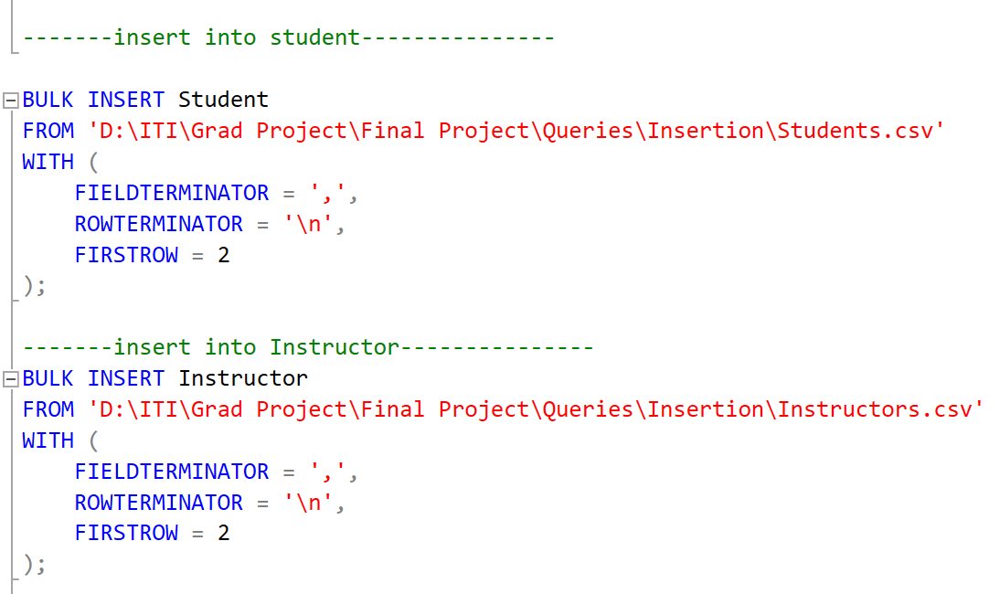 -------insert into student---------------
BULK INSERT Student
FROM 'D:\ITI\Grad Project\Final Project\Queries\Insertion\Students.csv'
WITH (
    FIELDTERMINATOR = ',',
    ROWTERMINATOR = '\n',
    FIRSTROW = 2
);
-------insert into Instructor---------------
BULK INSERT Instructor
FROM 'D:\ITI\Grad Project\Final Project\Queries\Insertion\Instructors.csv'
WITH (
    FIELDTERMINATOR = ',',
    ROWTERMINATOR = '\n',
    FIRSTROW = 2
);